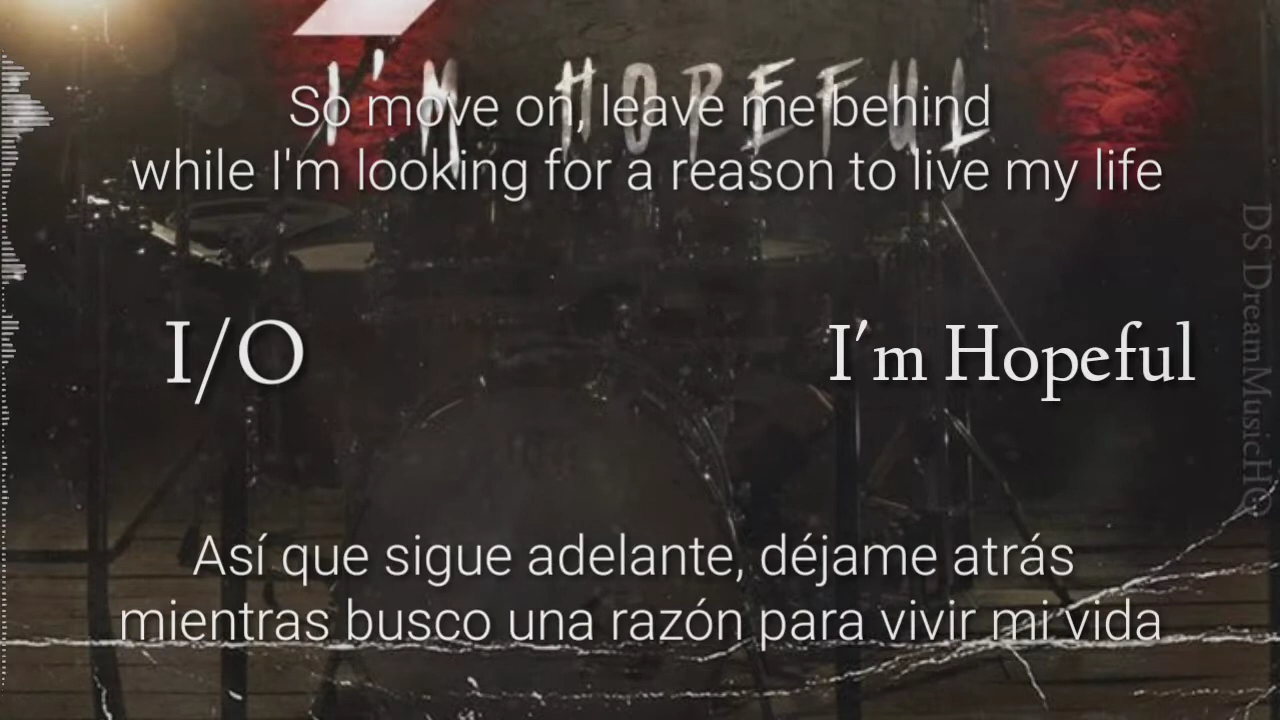 I'M HOPEFUL
So move on, leave me behind
while I'm looking for a reason to live my life
I/O
I'm Hopeful
DS DreamMusicHQ
Así que sigue adelante, déjame atrás
mientras busco una razón para vivir mi vida